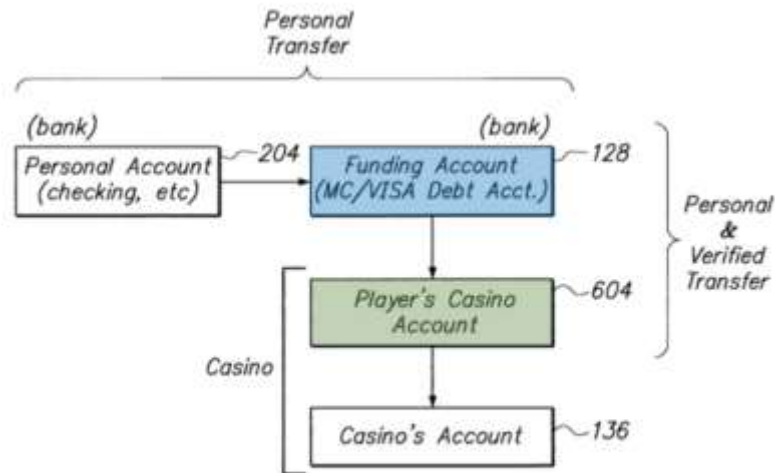 Personal
Transfer
(bank)
(bank)
Personal Account
(checking, etc)
204
Funding Account
(MC/VISA Debt Acct.)
128
Personal
&
Verified
Transfer
Player's Casino
Account
604
Casino
Casino's Account
136